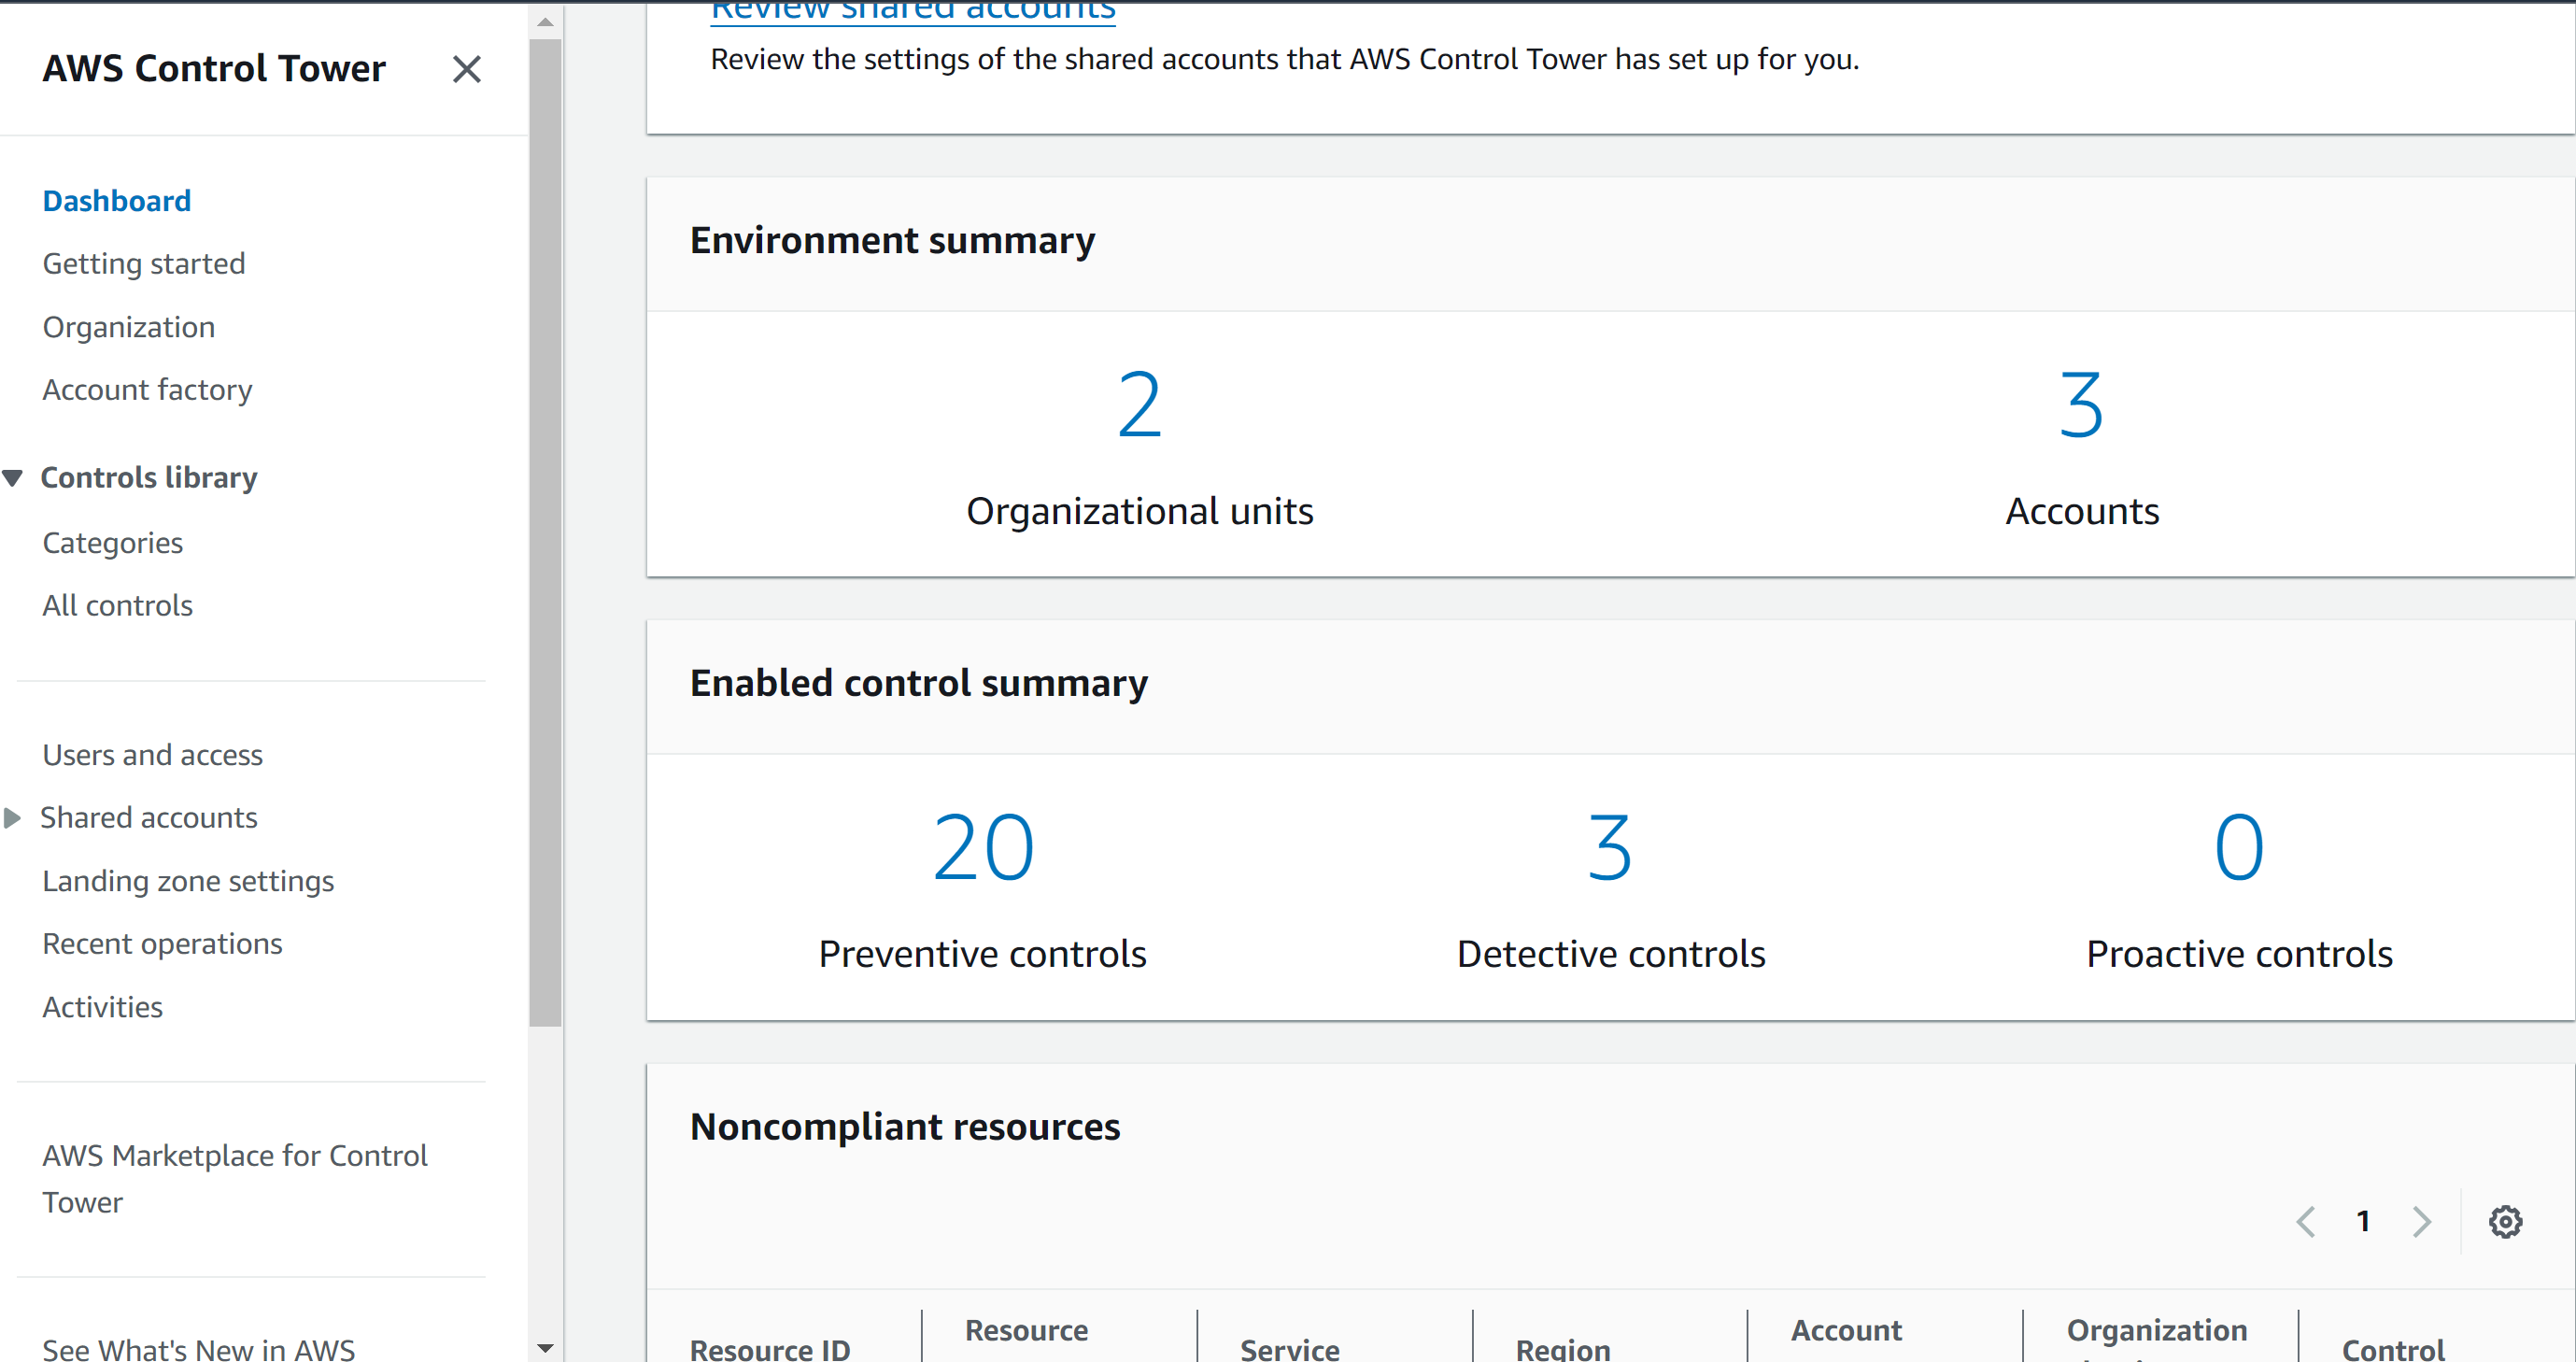 AWS Control Tower
Dashboard
Getting started
Organization
Account factory
Controls library
Categories
All controls
Users and access
Shared accounts
Landing zone settings
Recent operations
Activities
AWS Marketplace for Control
Tower
See What's New in AWS
Review shared accounts
Review the settings of the shared accounts that AWS Control Tower has set up for you.
Environment summary
2 3
Organizational units Accounts
Enabled control summary
20 3 0
Preventive controls Detective controls Proactive controls
Noncompliant resources
1
Resource Account Organization
Resource ID Service Region Control